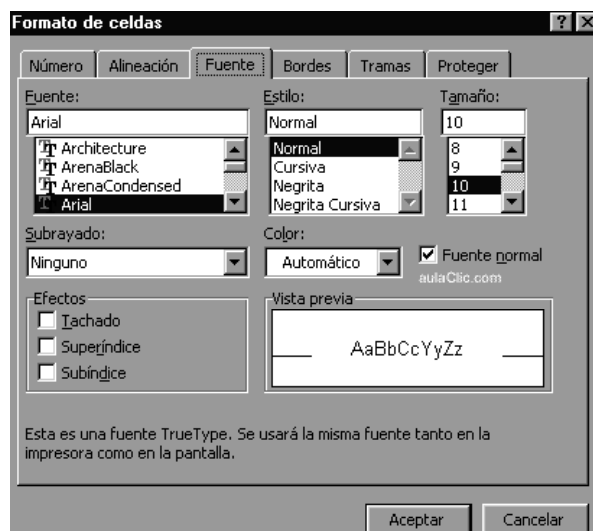 Formato de celdas
Número Alineación Fuente Bordes Tramas Proteger
Fuente: Estilo: Tamaño:
Arial Normal 10
Architecture Normal 8
ArenaBlack Cursiva 9
ArenaCondensed Negrita 10
Arial Negrita Cursiva 11
Subrayado: Color:
Ninguno Automático Fuente normal
aulaClic.com
Efectos Vista previa
Tachado
Superíndice AaBbCcYyZz
Subíndice
Esta es una fuente TrueType. Se usará la misma fuente tanto en la
impresora como en la pantalla.
Aceptar Cancelar